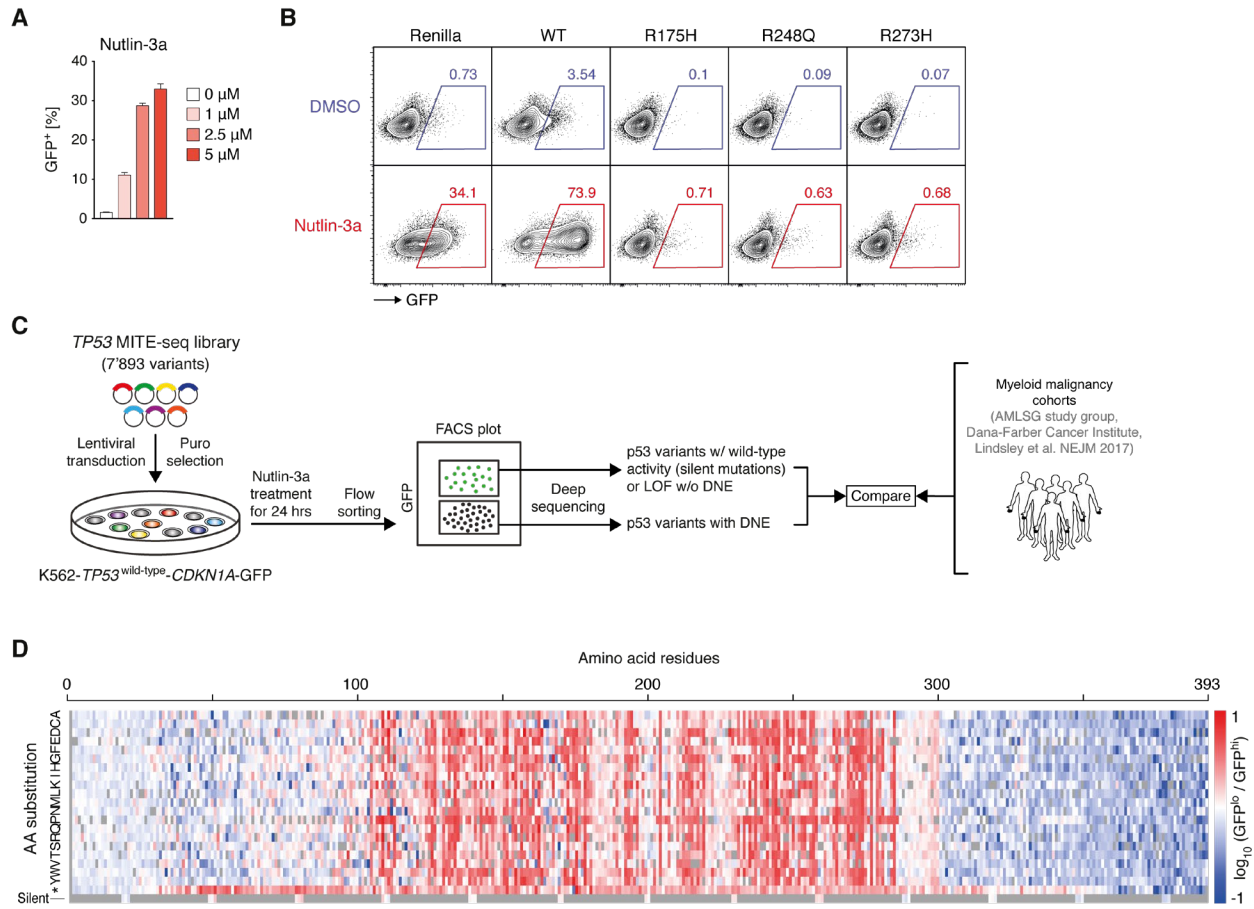 A
Nutlin-3a
GFP+ [%]
40
30
20
10
0
0 µM
1 µM
2.5 µM
5 µM
B
Renilla WT R175H R248Q R273H
DMSO
0.73 3.54 0.1 0.09 0.07
Nutlin-3a
34.1 73.9 0.71 0.63 0.68
GFP
C
TP53 MITE-seq library
(7'893 variants)
Lentiviral
transduction
Puro
selection
K562-TP53wild-type-CDKN1A-GFP
Nutlin-3a
treatment
for 24 hrs
Flow
sorting
FACS plot
GFP
Deep
sequencing
p53 variants w/ wild-type
activity (silent mutations)
or LOF w/o DNE
p53 variants with DNE
Compare
Myeloid malignancy
cohorts
(AMLSG study group,
Dana-Farber Cancer Institute,
Lindsley et al. NEJM 2017)
D
Amino acid residues
0 100 200 300 393
AA substitution
* YWVTSRQPNMLKIHGFEDCA
Silent
1
log10 (GFPlo / GFPhi)
-1